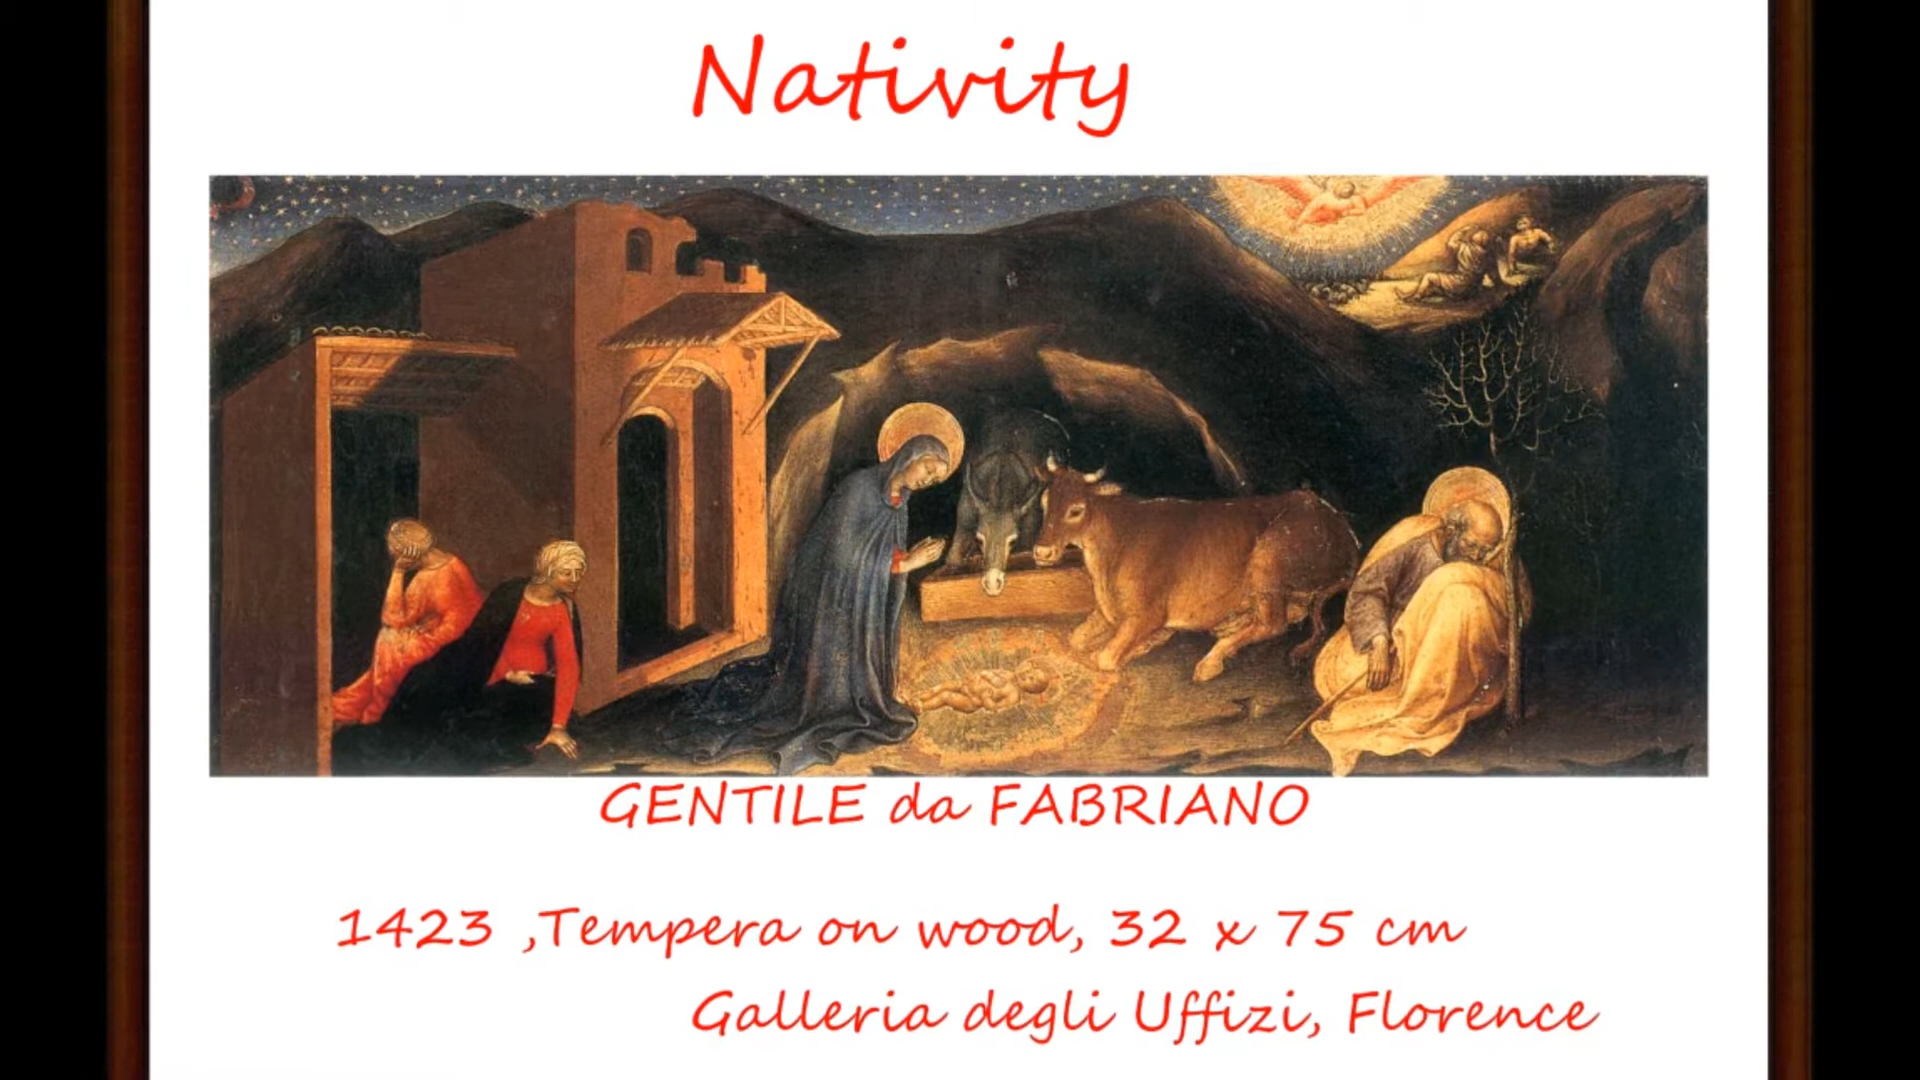 Nativity
GENTILE da FABRIANO
1423 ,Tempera on wood, 32 x 75 cm
Galleria degli Uffizi, Florence